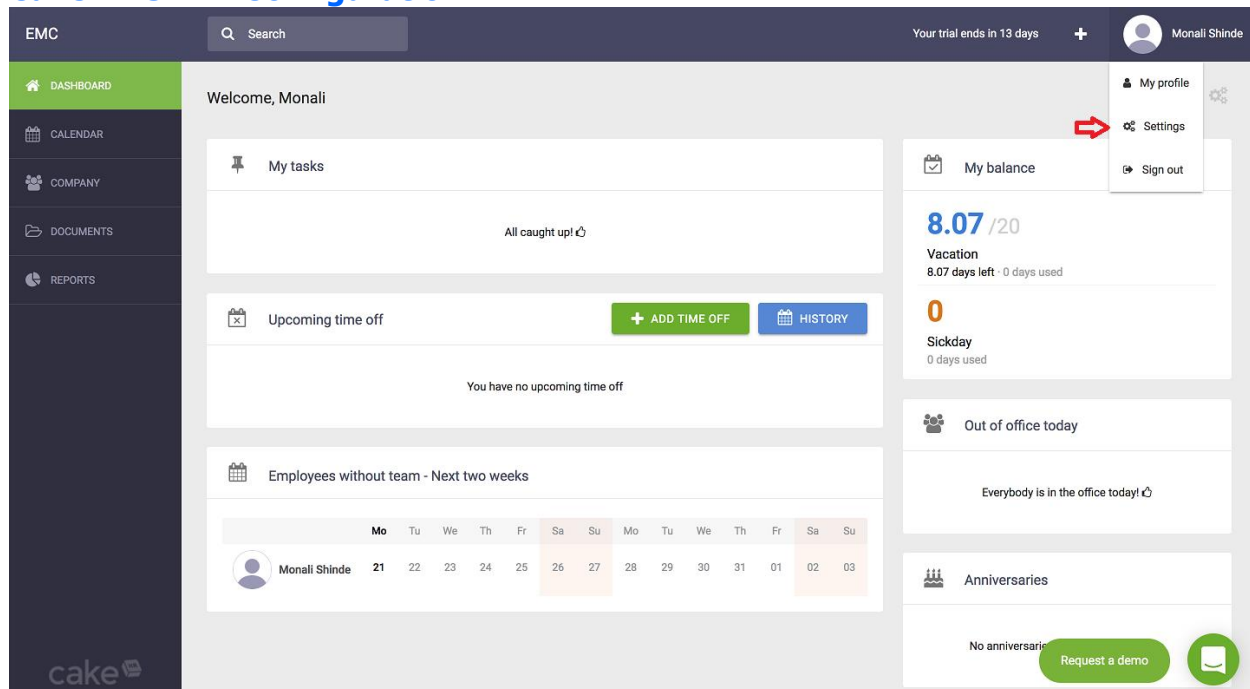 EMC
Search
Your trial ends in 13 days
Monali Shinde
DASHBOARD
CALENDAR
COMPANY
DOCUMENTS
REPORTS
cake
Welcome, Monali
My profile
Settings
Sign out
My tasks
All caught up!
Upcoming time off
ADD TIME OFF
HISTORY
You have no upcoming time off
Employees without team - Next two weeks
Mo Tu We Th Fr Sa Su Mo Tu We Th Fr Sa Su
Monali Shinde 21 22 23 24 25 26 27 28 29 30 31 01 02 03
My balance
8.07 /20
Vacation
8.07 days left · 0 days used
0
Sickday
0 days used
Out of office today
Everybody is in the office today!
Anniversaries
No anniversarie
Request a demo